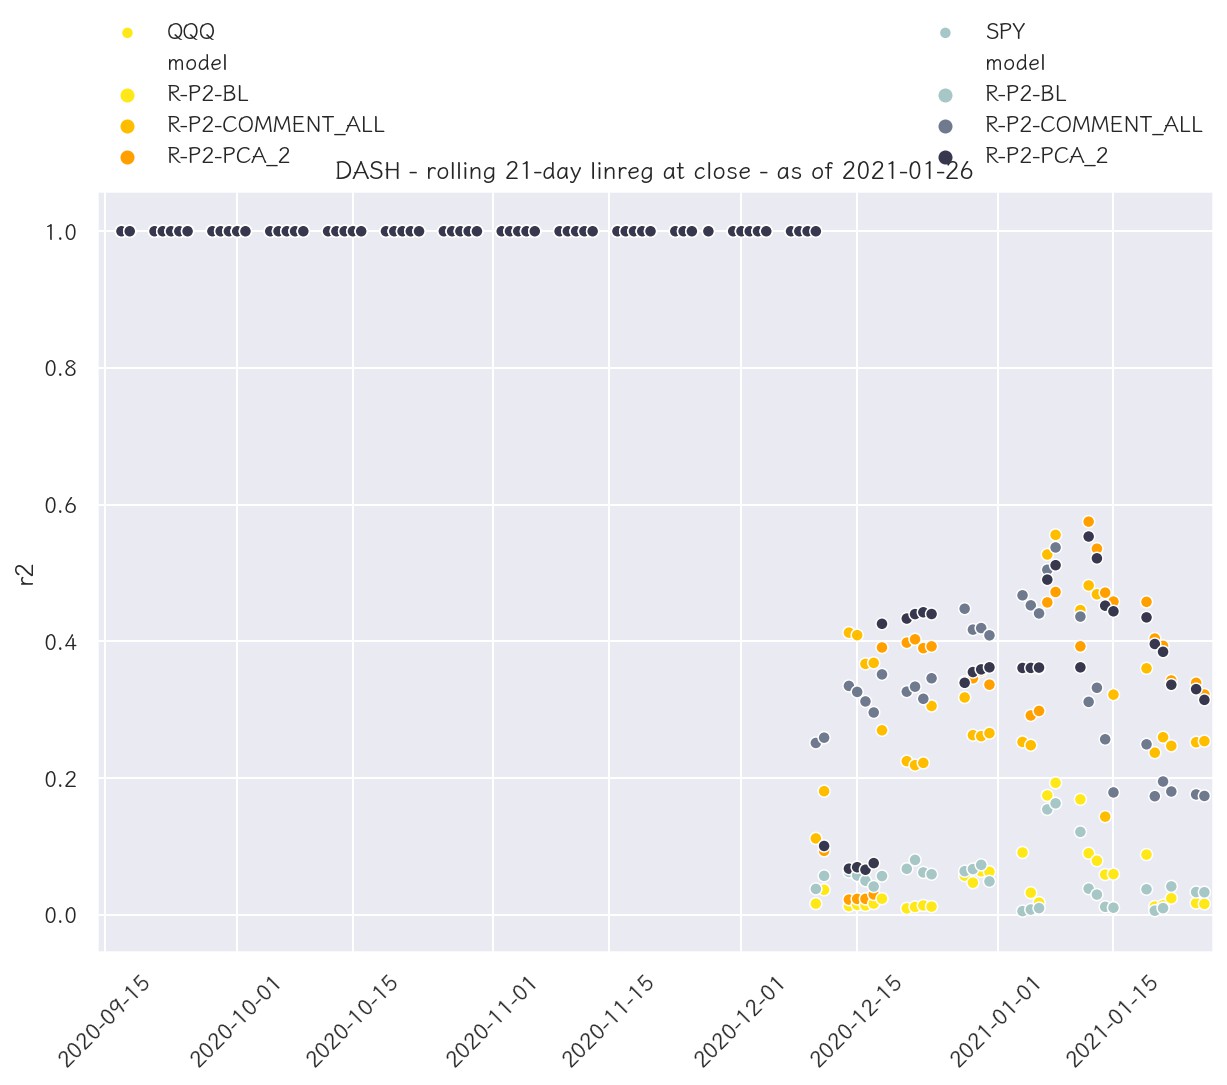 QQQ
model
R-P2-BL
R-P2-COMMENT_ALL
R-P2-PCA_2
SPY
model
R-P2-BL
R-P2-COMMENT_ALL
R-P2-PCA_2
DASH - rolling 21-day linreg at close - as of 2021-01-26
1.0
0.8
0.6
0.4
0.2
0.0
r2
2020-09-15
2020-10-01
2020-10-15
2020-11-01
2020-11-15
2020-12-01
2020-12-15
2021-01-01
2021-01-15